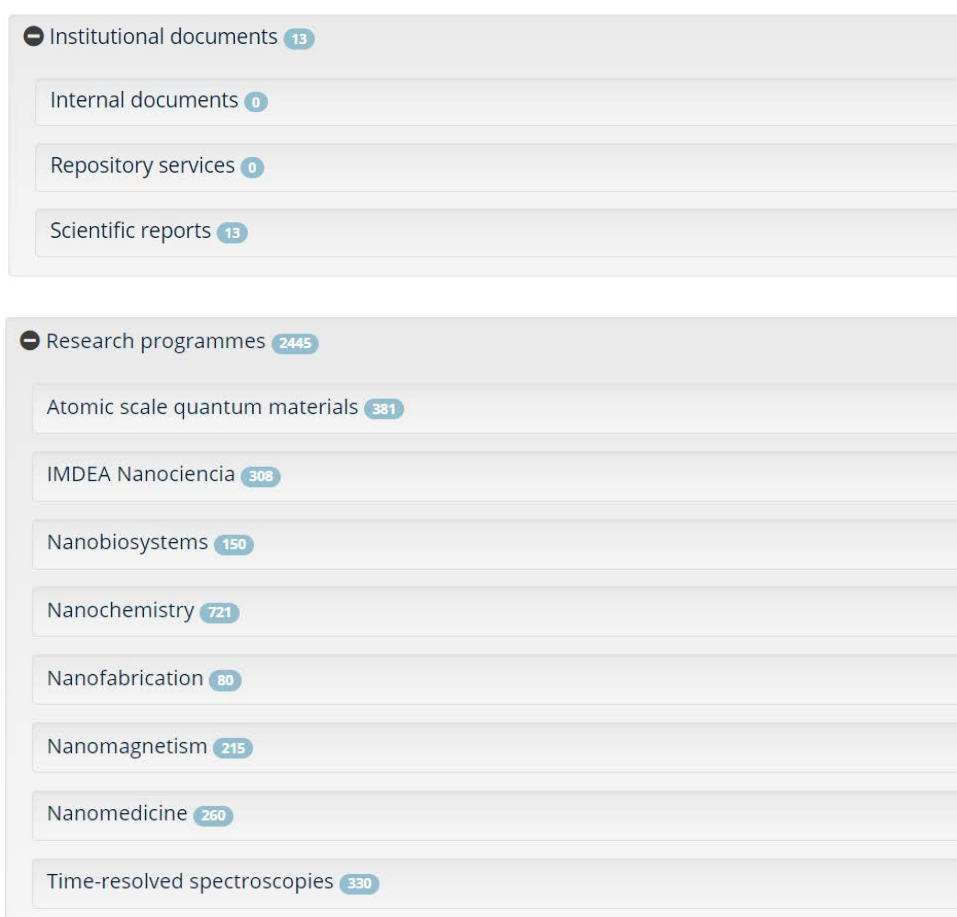 Institutional documents 13
Internal documents 0
Repository services 0
Scientific reports 13
Research programmes 2445
Atomic scale quantum materials 381
IMDEA Nanociencia 308
Nanobiosystems 150
Nanochemistry 721
Nanofabrication 80
Nanomagnetism 215
Nanomedicine 260
Time-resolved spectroscopies 330